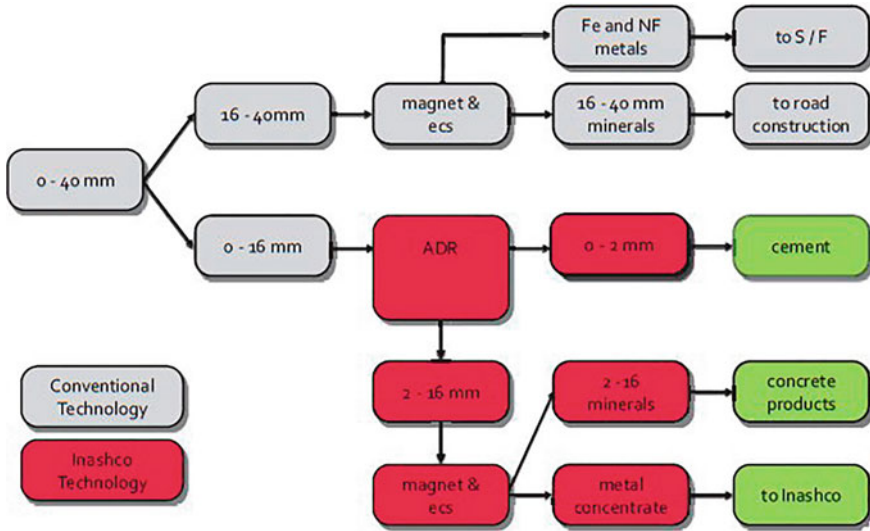 Fe and NF
metals
to S / F
16 - 40mm
magnet &
ecs
16 - 40 mm
minerals
to road
construction
0 - 40 mm
0 - 16 mm
ADR
0 - 2 mm
cement
Conventional
Technology
2 - 16 mm
2 - 16
minerals
concrete
products
Inashco
Technology
magnet &
ecs
metal
concentrate
to Inashco